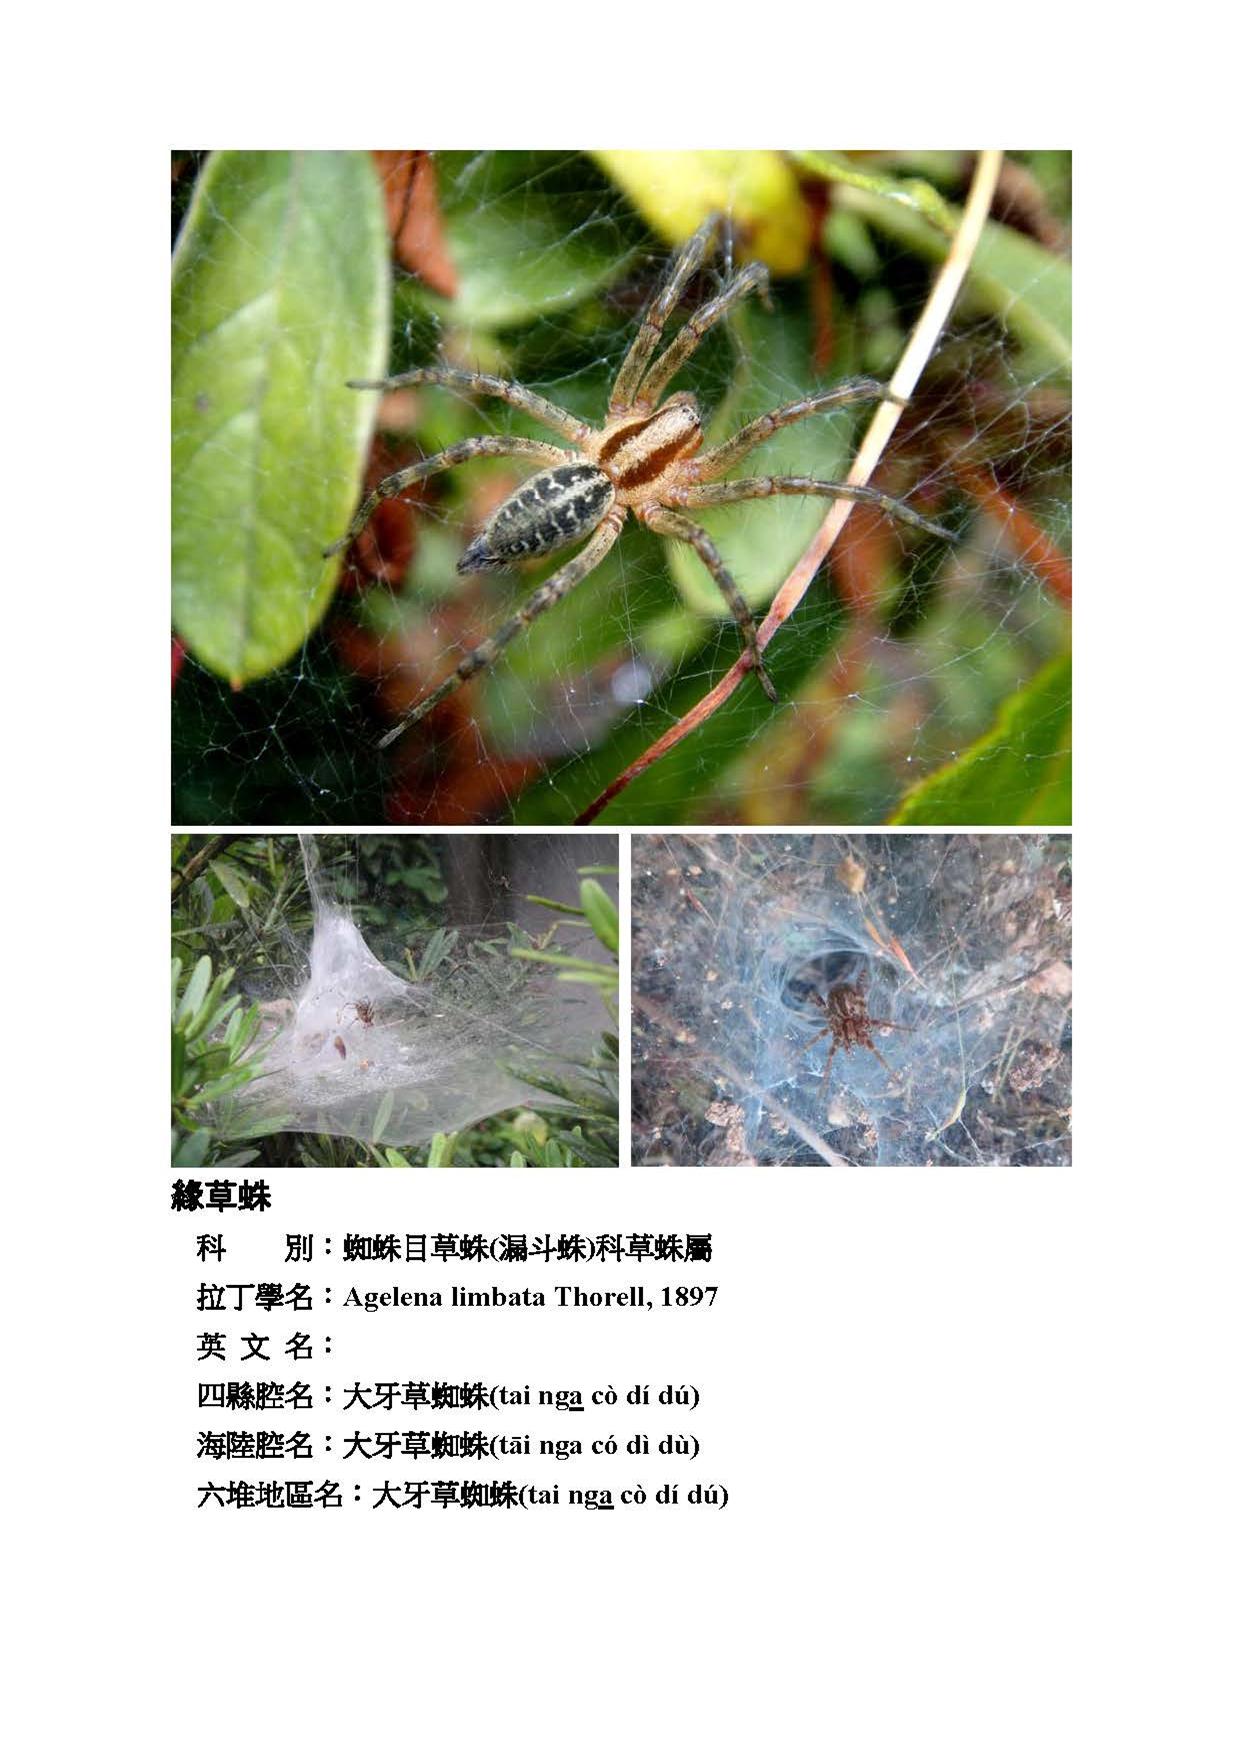 緣草蛛
科　　別：蜘蛛目草蛛(漏斗蛛)科草蛛屬
拉丁學名：Agelena limbata Thorell, 1897
英 文 名：
四縣腔名：大牙草蜘蛛(tai nga cò dí dú)
海陸腔名：大牙草蜘蛛(tāi nga có dì dù)
六堆地區名：大牙草蜘蛛(tai nga cò dí dú)